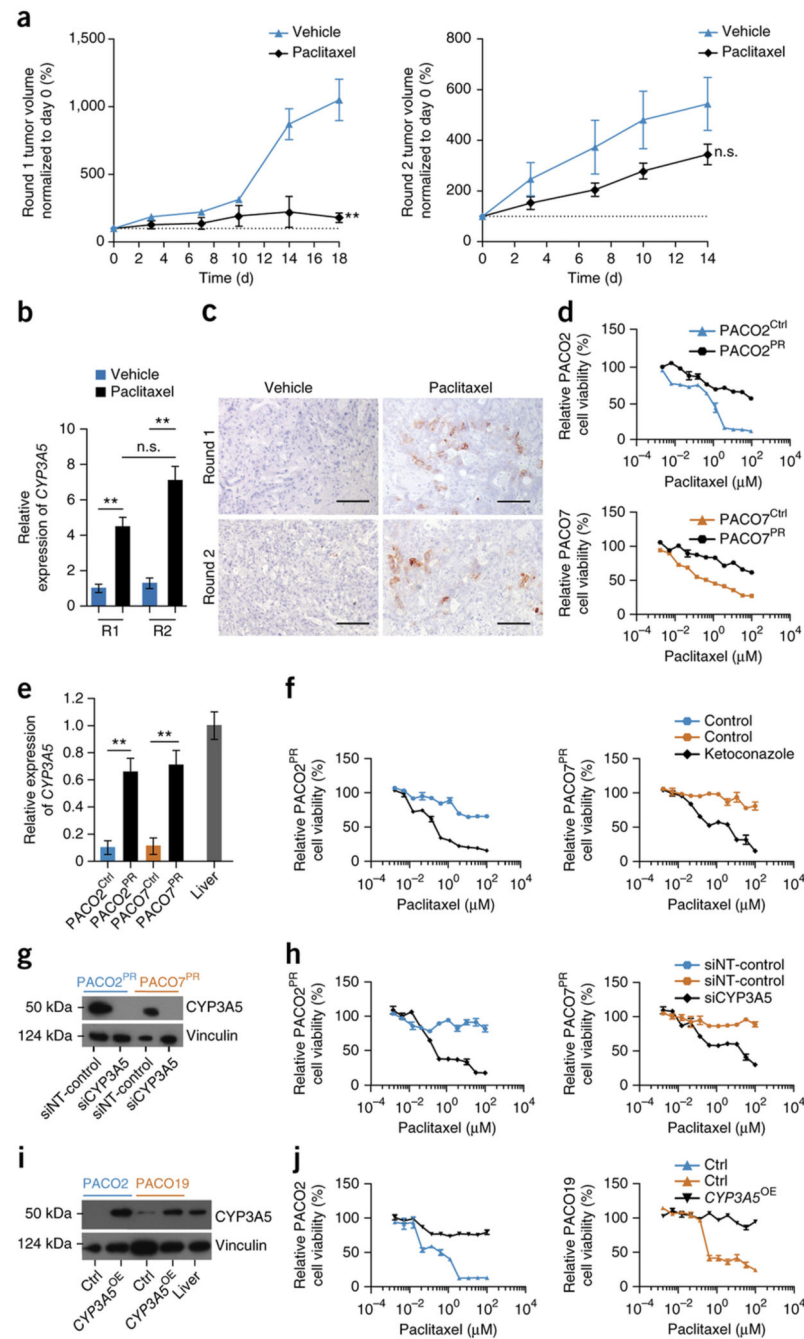 a
Vehicle
Paclitaxel
Round 1 tumor volume
normalized to day 0 (%)
1,500
1,000
500
0
0 2 4 6 8 10 12 14 16 18
Time (d)
**
Vehicle
Paclitaxel
Round 2 tumor volume
normalized to day 0 (%)
800
600
400
200
0
0 2 4 6 8 10 12 14
Time (d)
n.s.
b
Vehicle
Paclitaxel
Relative
expression of CYP3A5
10
8
6
4
2
0
**
n.s.
**
R1 R2
c
Vehicle Paclitaxel
Round 1
Round 2
d
PACO2Ctrl
PACO2PR
Relative PACO2
cell viability (%)
150
100
50
0
10−4 10−2 100 102
Paclitaxel (μM)
PACO7Ctrl
PACO7PR
Relative PACO7
cell viability (%)
150
100
50
0
10−4 10−2 100 102
Paclitaxel (μM)
e
Relative expression
of CYP3A5
1.2
1.0
0.8
0.6
0.4
0.2
0
** **
PACO2Ctrl
PACO2PR
PACO7Ctrl
PACO7PR
Liver
f
Relative PACO2PR
cell viability (%)
150
100
50
0
10−4 10−2 100 102
Paclitaxel (μM)
Control
Control
Ketoconazole
Relative PACO7PR
cell viability (%)
150
100
50
0
10−4 10−2 100 102
Paclitaxel (μM)
g
PACO2PR PACO7PR
50 kDa CYP3A5
124 kDa Vinculin
siNT-control
siCYP3A5
siNT-control
siCYP3A5
h
Relative PACO2PR
cell viability (%)
150
100
50
0
10−4 10−2 100 102
Paclitaxel (μM)
siNT-control
siNT-control
siCYP3A5
Relative PACO7PR
cell viability (%)
150
100
50
0
10−4 10−2 100 102
Paclitaxel (μM)
i
PACO2 PACO19
50 kDa CYP3A5
124 kDa Vinculin
Ctrl
CYP3A5OE
Ctrl
CYP3A5OE
Liver
j
Relative PACO2
cell viability (%)
150
100
50
0
10−4 10−2 100 102
Paclitaxel (μM)
Ctrl
Ctrl
CYP3A5OE
Relative PACO19
cell viability (%)
150
100
50
0
10−4 10−2 100 102
Paclitaxel (μM)